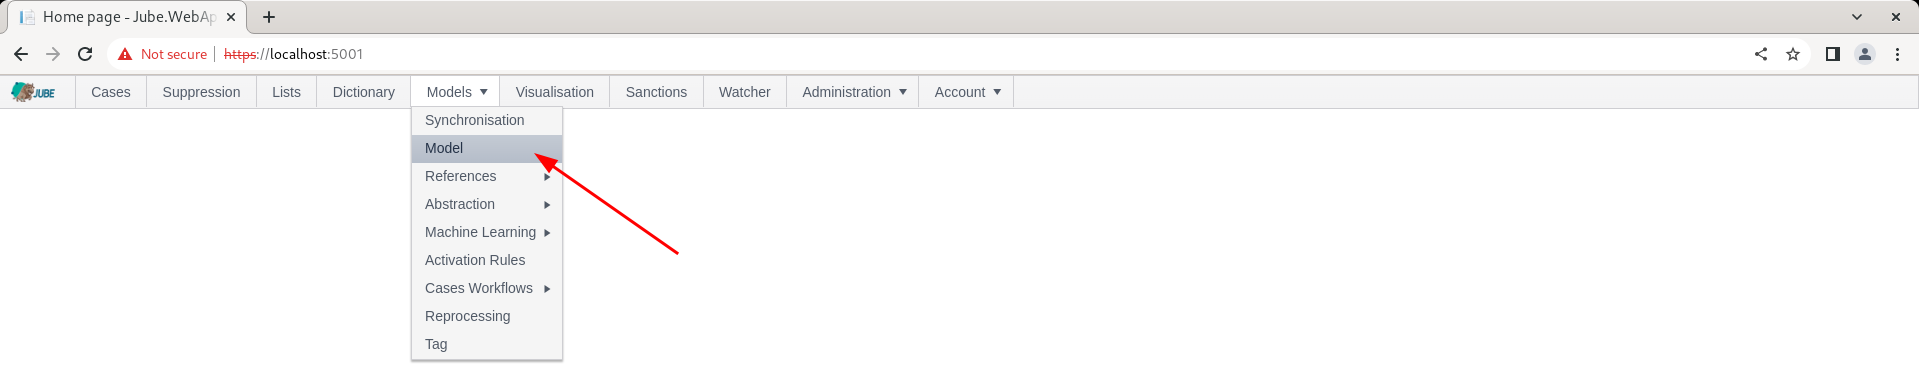 Home page - Jube.WebAp
Not secure https://localhost:5001
JUBE Cases Suppression Lists Dictionary Models Visualisation Sanctions Watcher Administration Account
Synchronisation
Model
References
Abstraction
Machine Learning
Activation Rules
Cases Workflows
Reprocessing
Tag